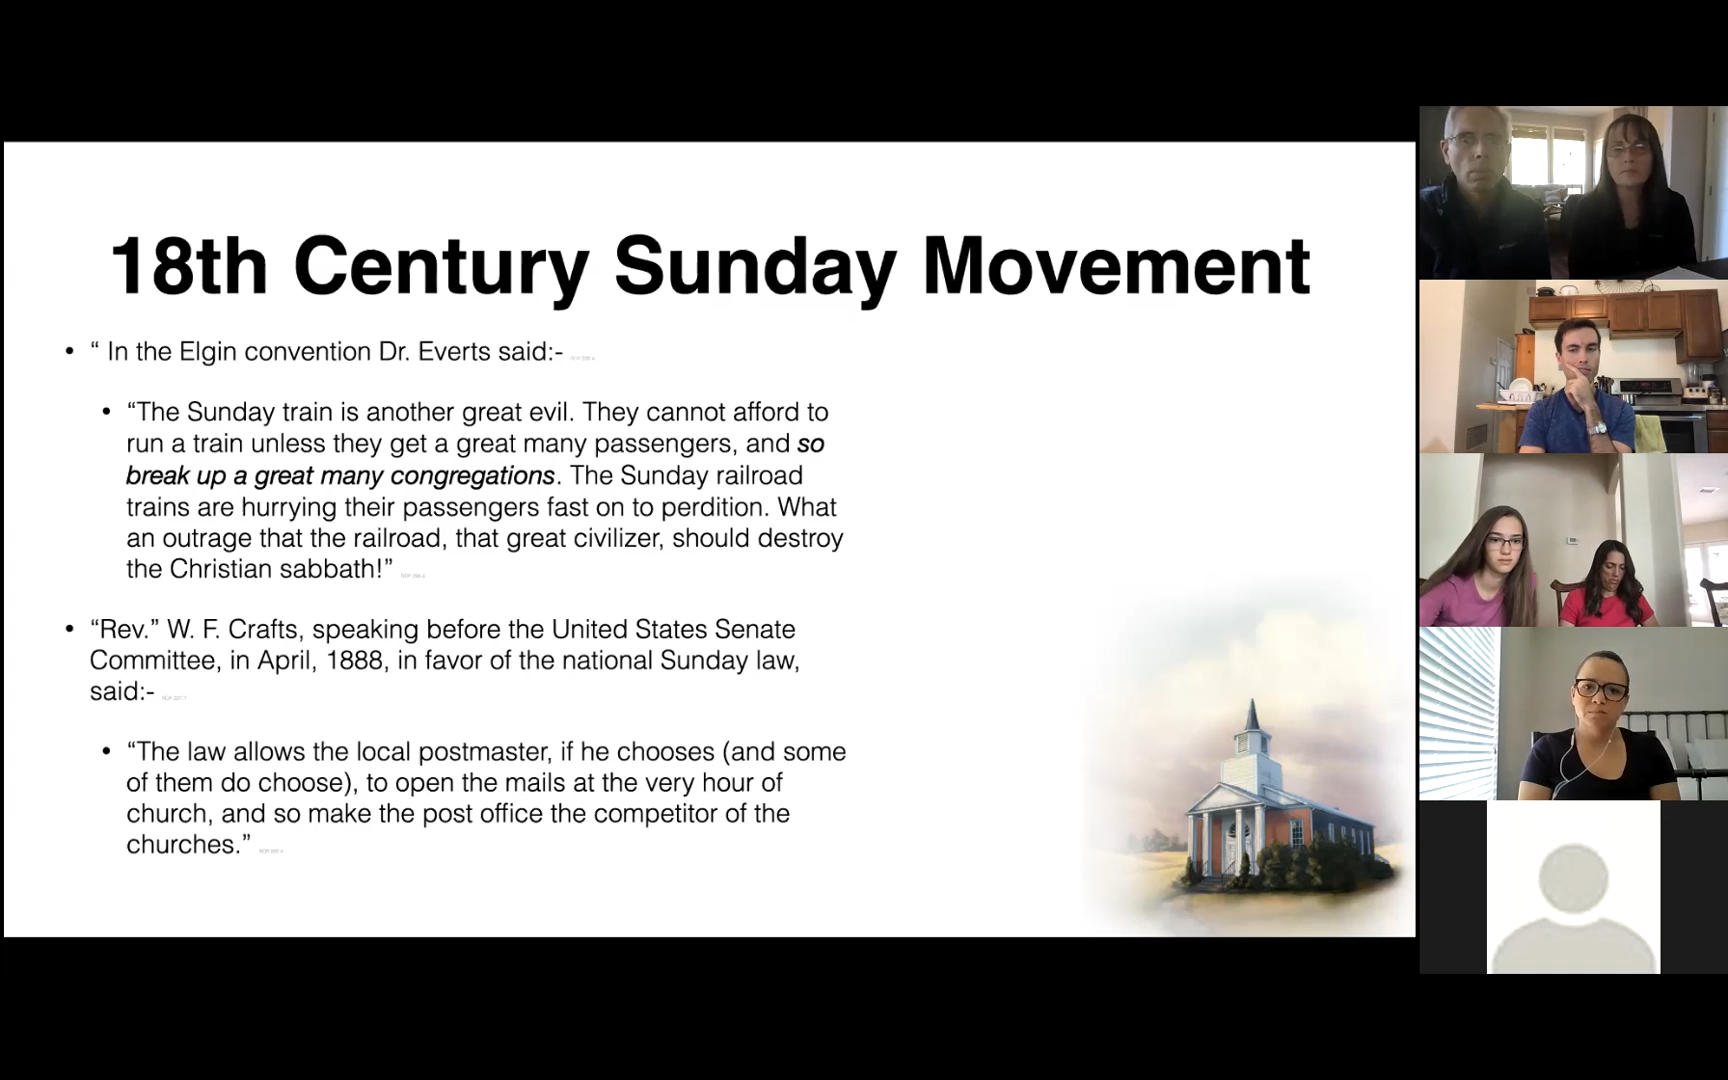 18th Century Sunday Movement
• “ In the Elgin convention Dr. Everts said:-
• “The Sunday train is another great evil. They cannot afford to
run a train unless they get a great many passengers, and so
break up a great many congregations. The Sunday railroad
trains are hurrying their passengers fast on to perdition. What
an outrage that the railroad, that great civilizer, should destroy
the Christian sabbath!”
• “Rev.” W. F. Crafts, speaking before the United States Senate
Committee, in April, 1888, in favor of the national Sunday law,
said:-
• “The law allows the local postmaster, if he chooses (and some
of them do choose), to open the mails at the very hour of
church, and so make the post office the competitor of the
churches.”